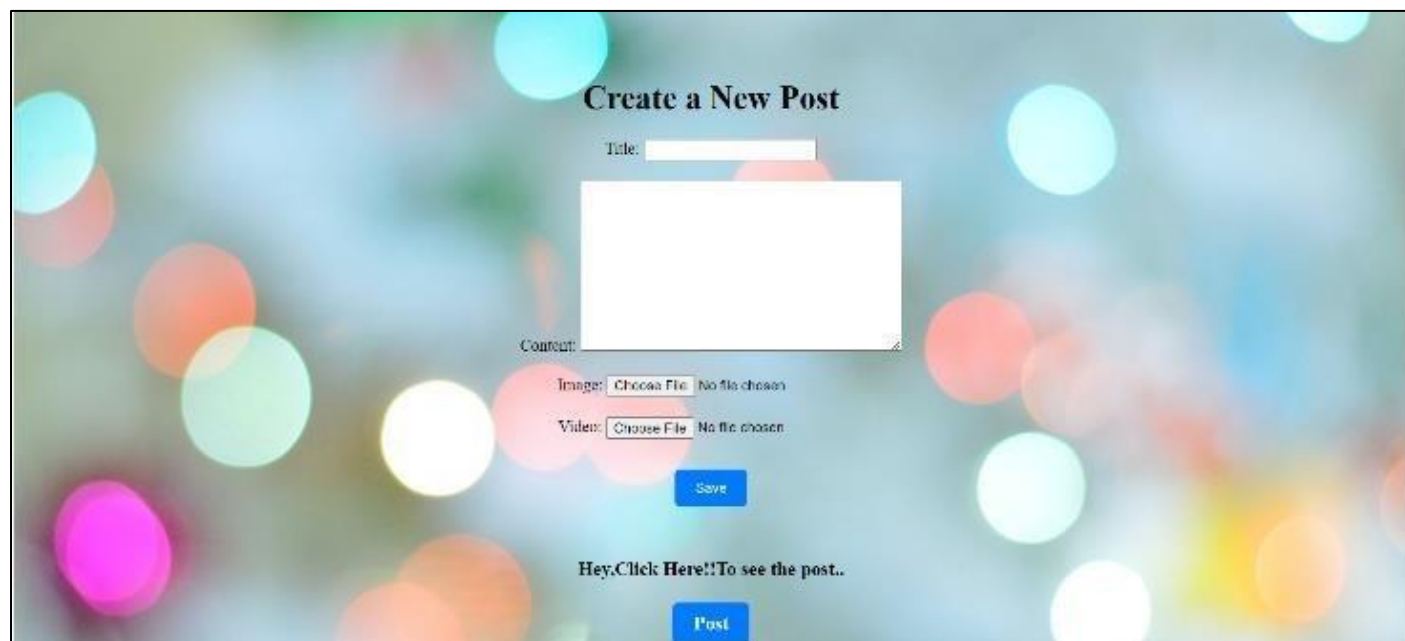 Create a New Post
Title:
Content:
Image: Choose File No file chosen
Video: Choose File No file chosen
Save
Hey,Click Here!!To see the post..
Post